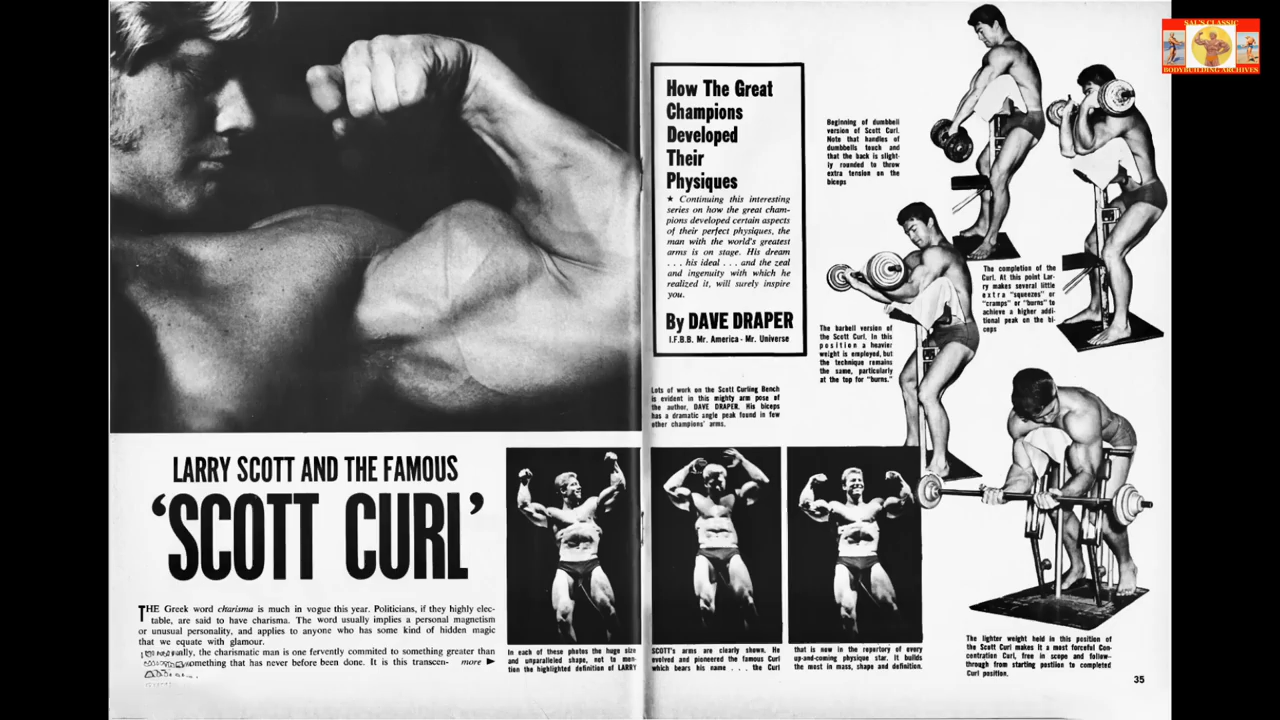 SAL'S CLASSIC
BODYBUILDING ARCHIVES
LARRY SCOTT AND THE FAMOUS
‘SCOTT CURL’
THE Greek word charisma is much in vogue this year. Politicians, if they highly elec-
table, are said to have charisma. The word usually implies a personal magnetism
or unusual personality, and applies to anyone who has some kind of hidden magic
that we equate with glamour.
ally, the charismatic man is one fervently commited to something greater than
something that has never before been done. It is this transcen- more ►
In each of these photos the huge size
and unparalleled shape, not to men-
tion the highlighted definition of LARRY
SCOTT's arms are clearly shown. He
evolved and pioneered the famous Curl
which bears his name . . . the Curt
that is now in the repertory of every
up-and-coming physique star. It builds
the most in mass, shape and definition.
How The Great
Champions
Developed
Their
Physiques
★ Continuing this interesting
series on how the great cham-
pions developed certain aspects
of their perfect physiques, the
man with the world's greatest
arms is on stage. His dream
. . . his ideal . . . and the zeal
and ingenuity with which he
realized it, will surely inspire
you.
By DAVE DRAPER
I.F.B.B. Mr. America - Mr. Universe
Lots of work on the Scott Curling Bench
is evident in this mighty arm pose of
the author, DAVE DRAPER. His biceps
has a dramatic angle peak found in few
other champions' arms.
Beginning of dumbbell
version of Scott Curl.
Note that handles of
dumbbells touch and
that the back is slight-
ly rounded to throw
extra tension on the
biceps
The completion of the
Curl. At this point Lar-
ry makes several little
extra "squeezes" or
"cramps" or "burns" to
achieve a higher addi-
tional peak on the bi-
ceps
The barbell version of
the Scott Curl. In this
position a heavier
weight is employed, but
the technique remains
the same, particularly
at the top for "burns."
The lighter weight held in this position of
the Scott Curl makes it a most forceful Con-
centration Curl, free in scope and follow-
through from starting postiion to completed
Curl position.
35